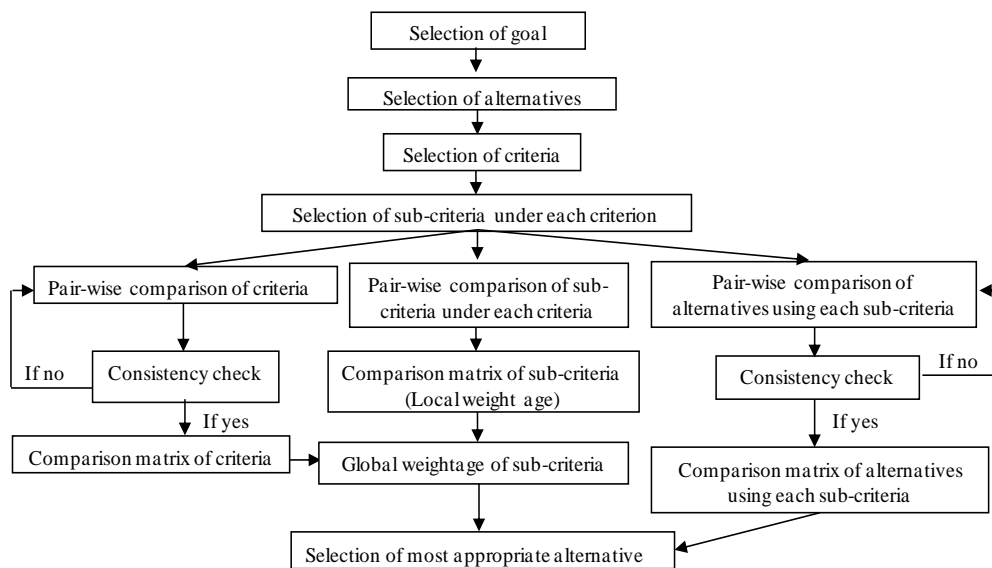 Selection of goal
Selection of alternatives
Selection of criteria
Selection of sub-criteria under each criterion
Pair-wise comparison of criteria
Pair-wise comparison of sub-
criteria under each criteria
Pair-wise comparison of
alternatives using each sub-criteria
If no
Consistency check
Comparison matrix of sub-criteria
(Local weight age)
Consistency check
If no
If yes
If yes
Comparison matrix of criteria
Global weightage of sub-criteria
Comparison matrix of alternatives
using each sub-criteria
Selection of most appropriate alternative